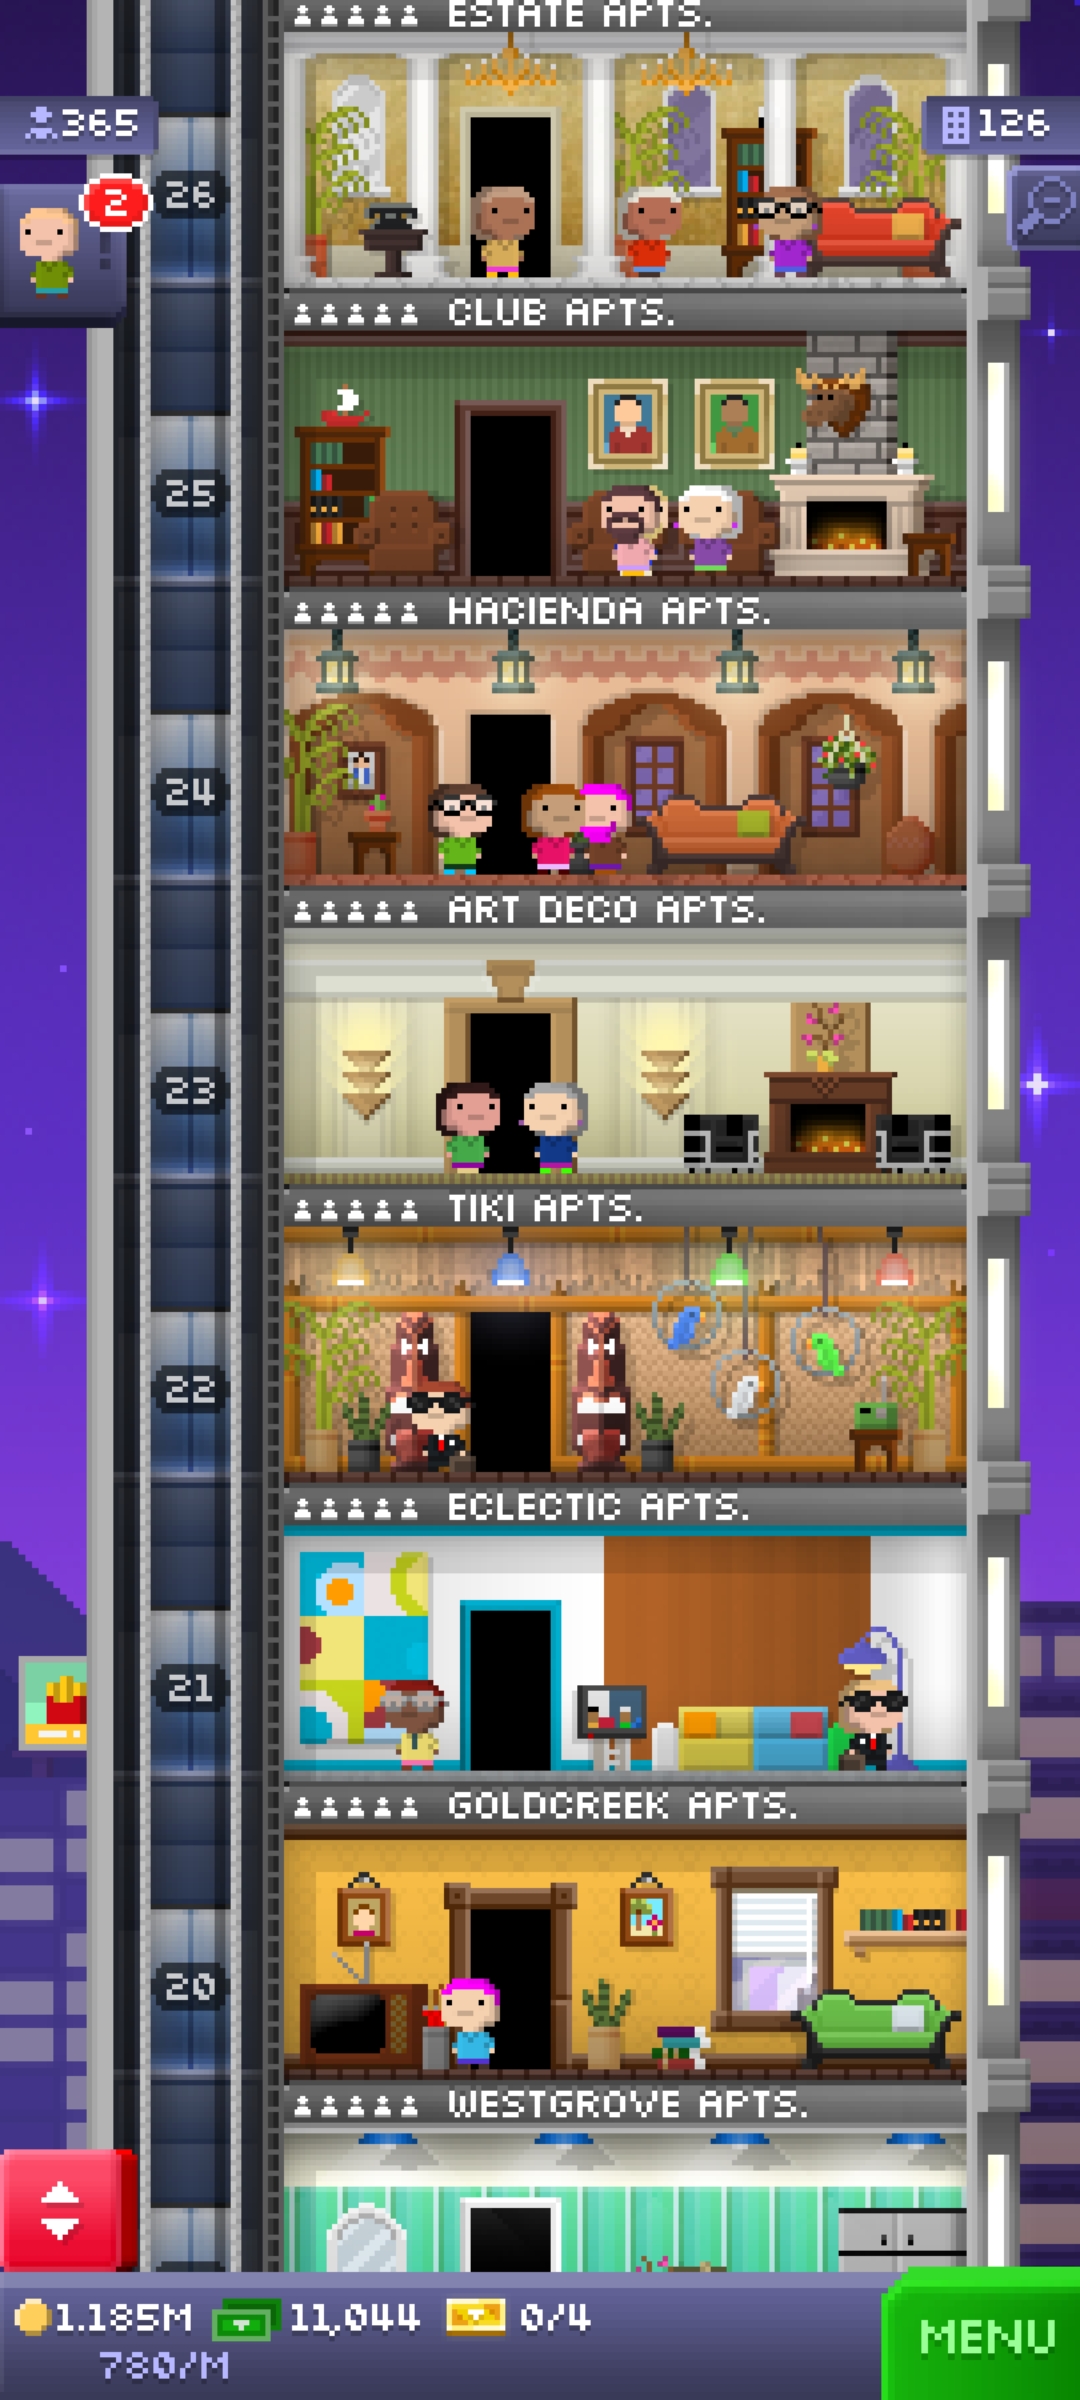 ESTATE APTS.
365
126
2
26
CLUB APTS.
25
HACIENDA APTS.
24
ART DECO APTS.
23
TIKI APTS.
22
ECLECTIC APTS.
21
GOLDCREEK APTS.
20
WESTGROVE APTS.
1.185M 11,044 0/4
780/M
MENU